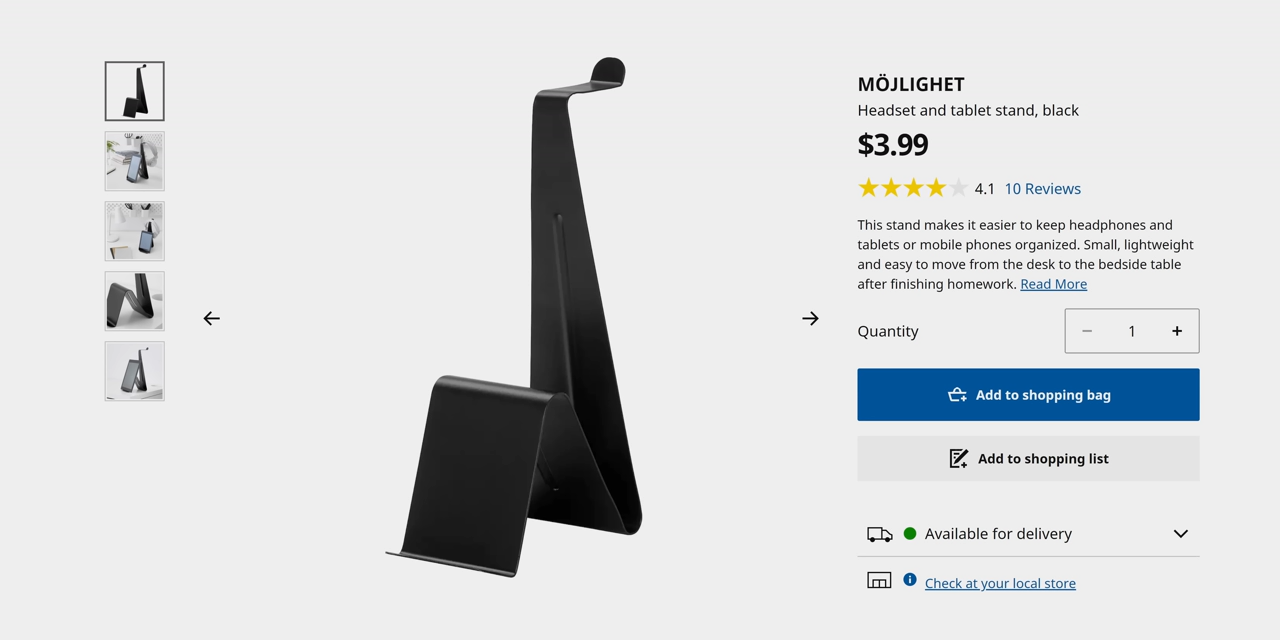 MÖJLIGHET
Headset and tablet stand, black
$3.99
4.1 10 Reviews
This stand makes it easier to keep headphones and
tablets or mobile phones organized. Small, lightweight
and easy to move from the desk to the bedside table
after finishing homework. Read More
Quantity − 1 +
Add to shopping bag
Add to shopping list
Available for delivery
Check at your local store